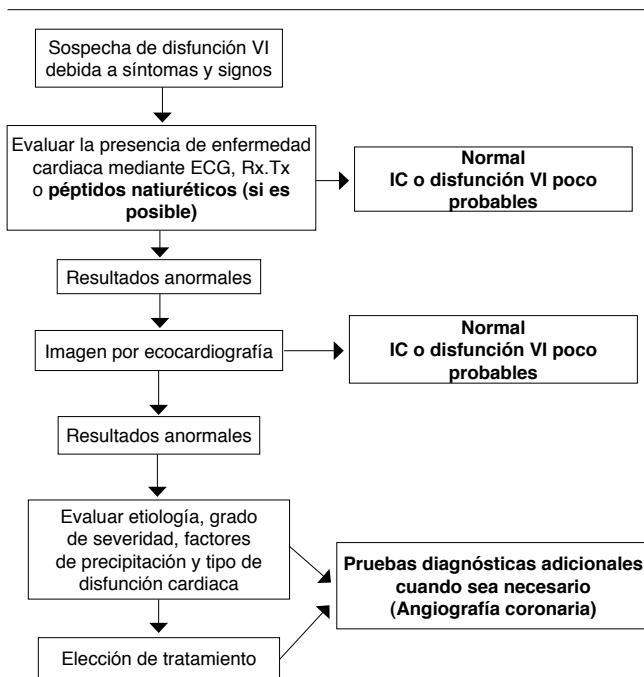 Sospecha de disfunción VI
debida a síntomas y signos
Evaluar la presencia de enfermedad
cardiaca mediante ECG, Rx.Tx
o péptidos natiuréticos (si es
posible)
Normal
IC o disfunción VI poco
probables
Resultados anormales
Imagen por ecocardiografía
Normal
IC o disfunción VI poco
probables
Resultados anormales
Evaluar etiología, grado
de severidad, factores
de precipitación y tipo de
disfunción cardiaca
Pruebas diagnósticas adicionales
cuando sea necesario
(Angiografía coronaria)
Elección de tratamiento